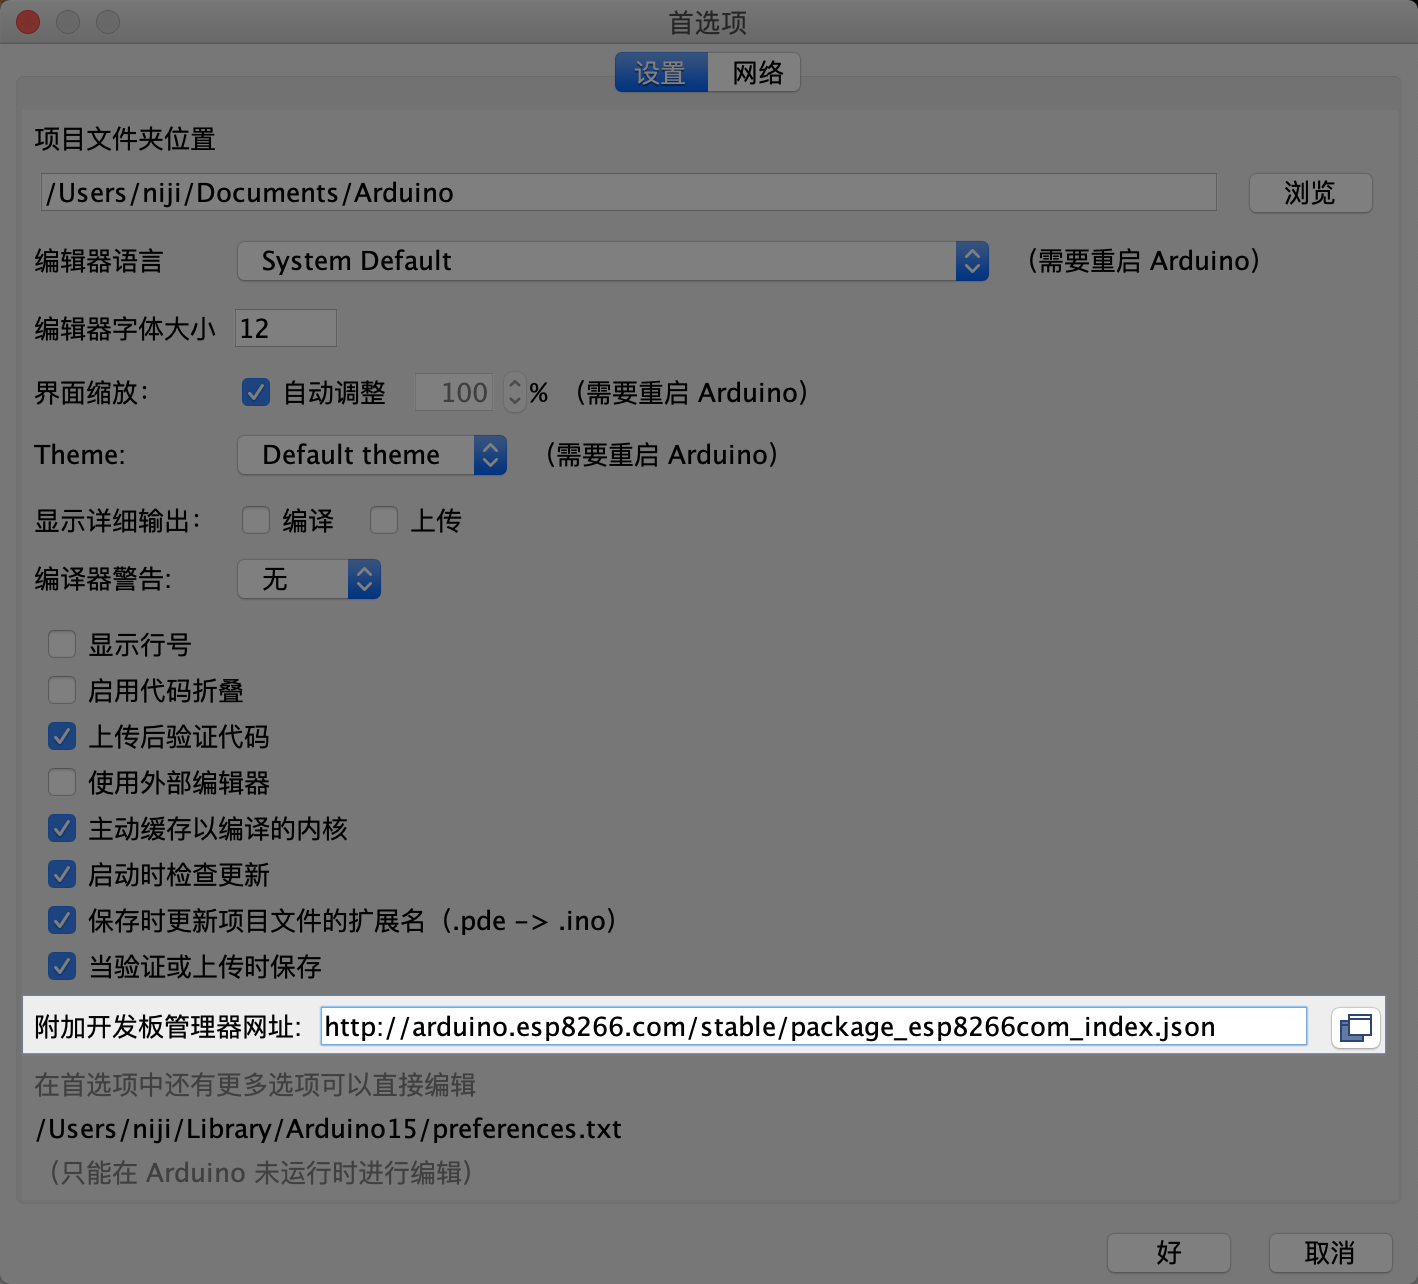 首选项
设置 网络
项目文件夹位置
/Users/niji/Documents/Arduino 浏览
编辑器语言 System Default （需要重启 Arduino）
编辑器字体大小 12
界面缩放： 自动调整 100 % （需要重启 Arduino）
Theme: Default theme （需要重启 Arduino）
显示详细输出： 编译 上传
编译器警告: 无
显示行号
启用代码折叠
上传后验证代码
使用外部编辑器
主动缓存以编译的内核
启动时检查更新
保存时更新项目文件的扩展名（.pde -> .ino）
当验证或上传时保存
附加开发板管理器网址: http://arduino.esp8266.com/stable/package_esp8266com_index.json
在首选项中还有更多选项可以直接编辑
/Users/niji/Library/Arduino15/preferences.txt
（只能在 Arduino 未运行时进行编辑）
好 取消